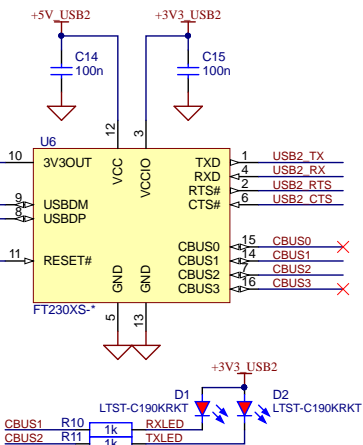 +5V_USB2 +3V3_USB2
C14 C15
100n 100n
U6
12 3
10 3V3OUT VCC VCCIO TXD 1 USB2_TX
RXD 4 USB2_RX
9 USBDM RTS# 2 USB2_RTS
8 USBDP CTS# 6 USB2_CTS
CBUS0 15 CBUS0
11 RESET# CBUS1 14 CBUS1
CBUS2 7 CBUS2
GND GND CBUS3 16 CBUS3
FT230XS-*
5 13
+3V3_USB2
D1 D2
LTST-C190KRKT LTST-C190KRKT
CBUS1 R10 1k RXLED
CBUS2 R11 1k TXLED